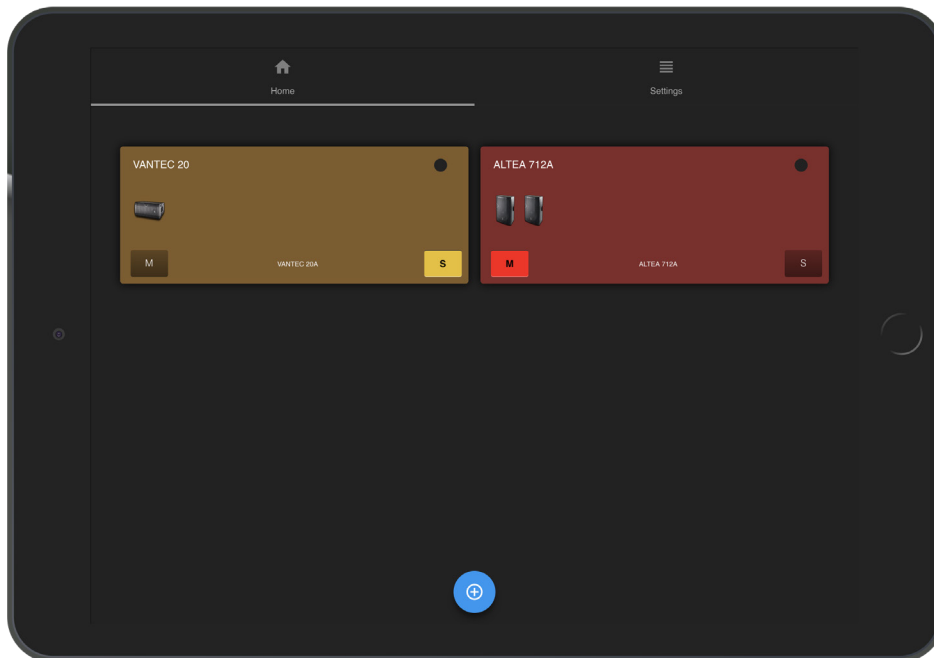 Home
Settings
VANTEC 20
M
VANTEC 20A
S
ALTEA 712A
M
ALTEA 712A
S